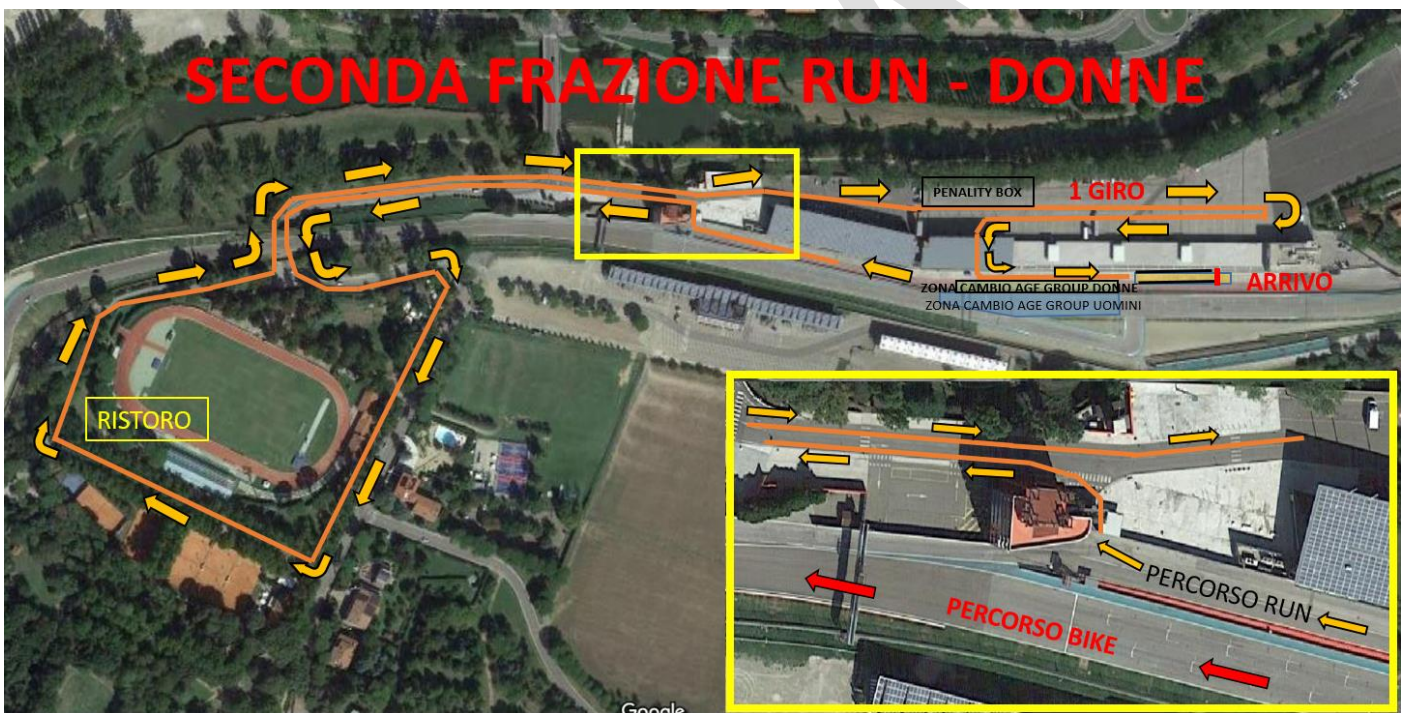 SECONDA FRAZIONE RUN - DONNE
PENALITY BOX
1 GIRO
ARRIVO
ZONA CAMBIO AGE GROUP DONNE
ZONA CAMBIO AGE GROUP UOMINI
RISTORO
PERCORSO RUN
PERCORSO BIKE
Google